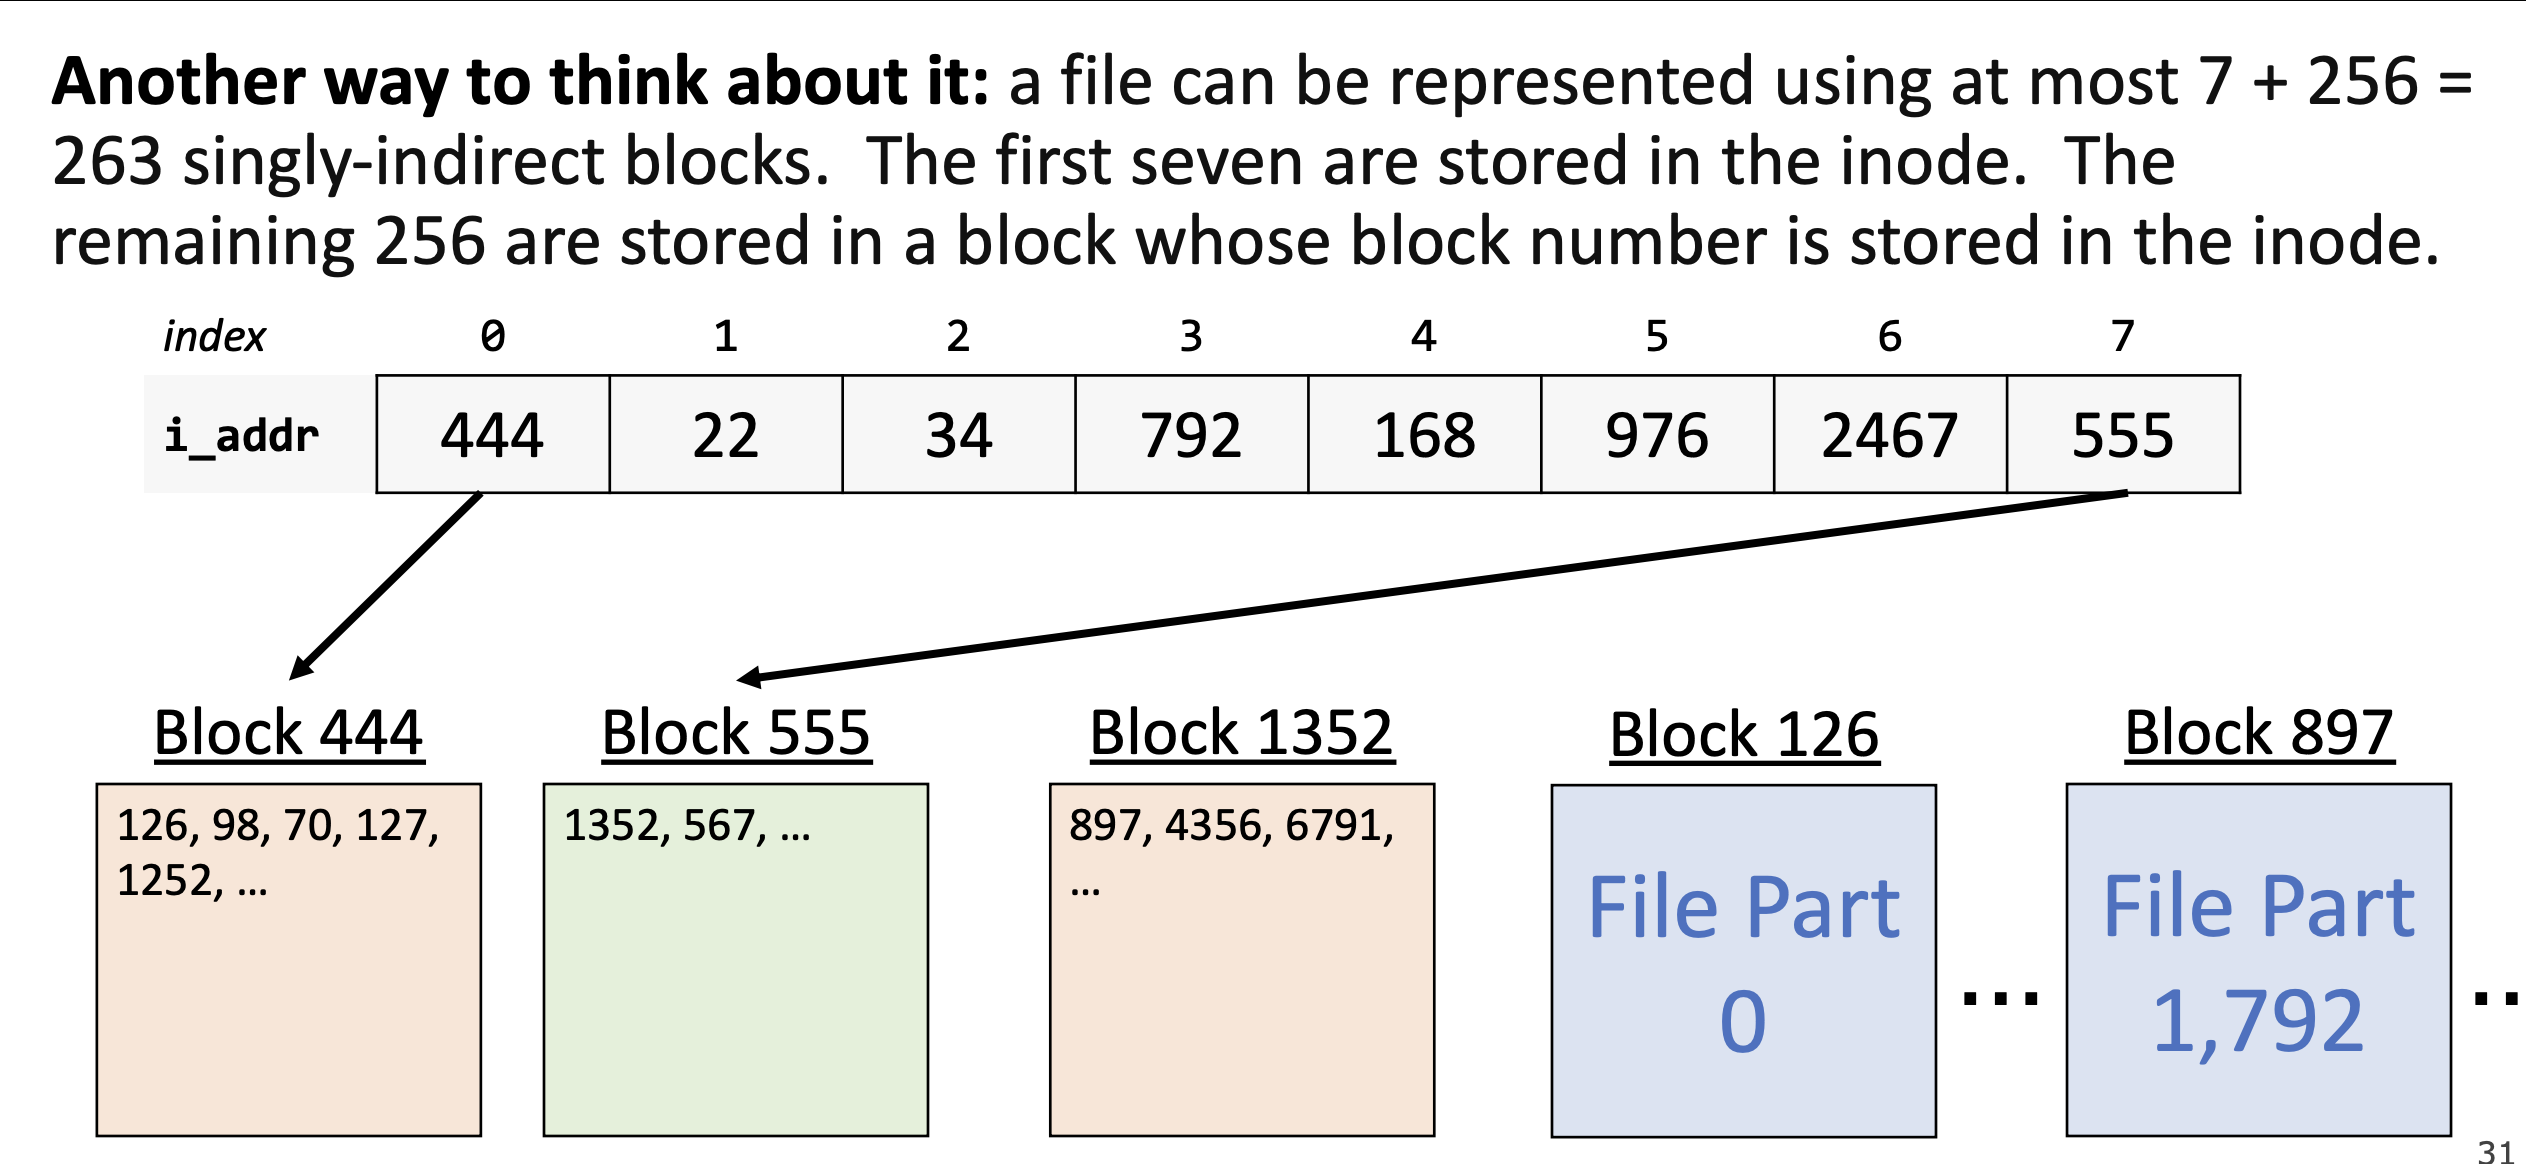 Another way to think about it: a file can be represented using at most 7 + 256 =
263 singly-indirect blocks.  The first seven are stored in the inode.  The
remaining 256 are stored in a block whose block number is stored in the inode.
index 0 1 2 3 4 5 6 7
i_addr 444 22 34 792 168 976 2467 555
Block 444 Block 555 Block 1352 Block 126 Block 897
126, 98, 70, 127, 1352, 567, … 897, 4356, 6791,
1252, … …
File Part File Part
0 … 1,792 ..
31